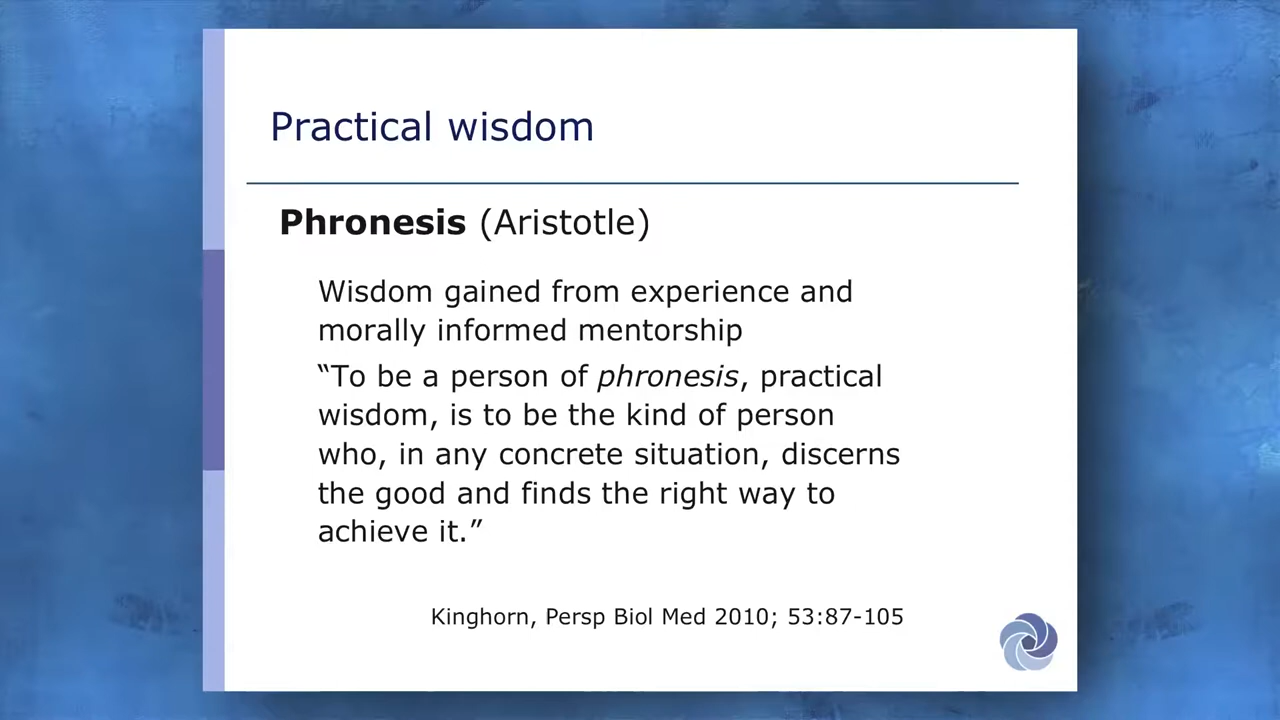 Practical wisdom
Phronesis (Aristotle)
Wisdom gained from experience and
morally informed mentorship
“To be a person of phronesis, practical
wisdom, is to be the kind of person
who, in any concrete situation, discerns
the good and finds the right way to
achieve it.”
Kinghorn, Persp Biol Med 2010; 53:87-105